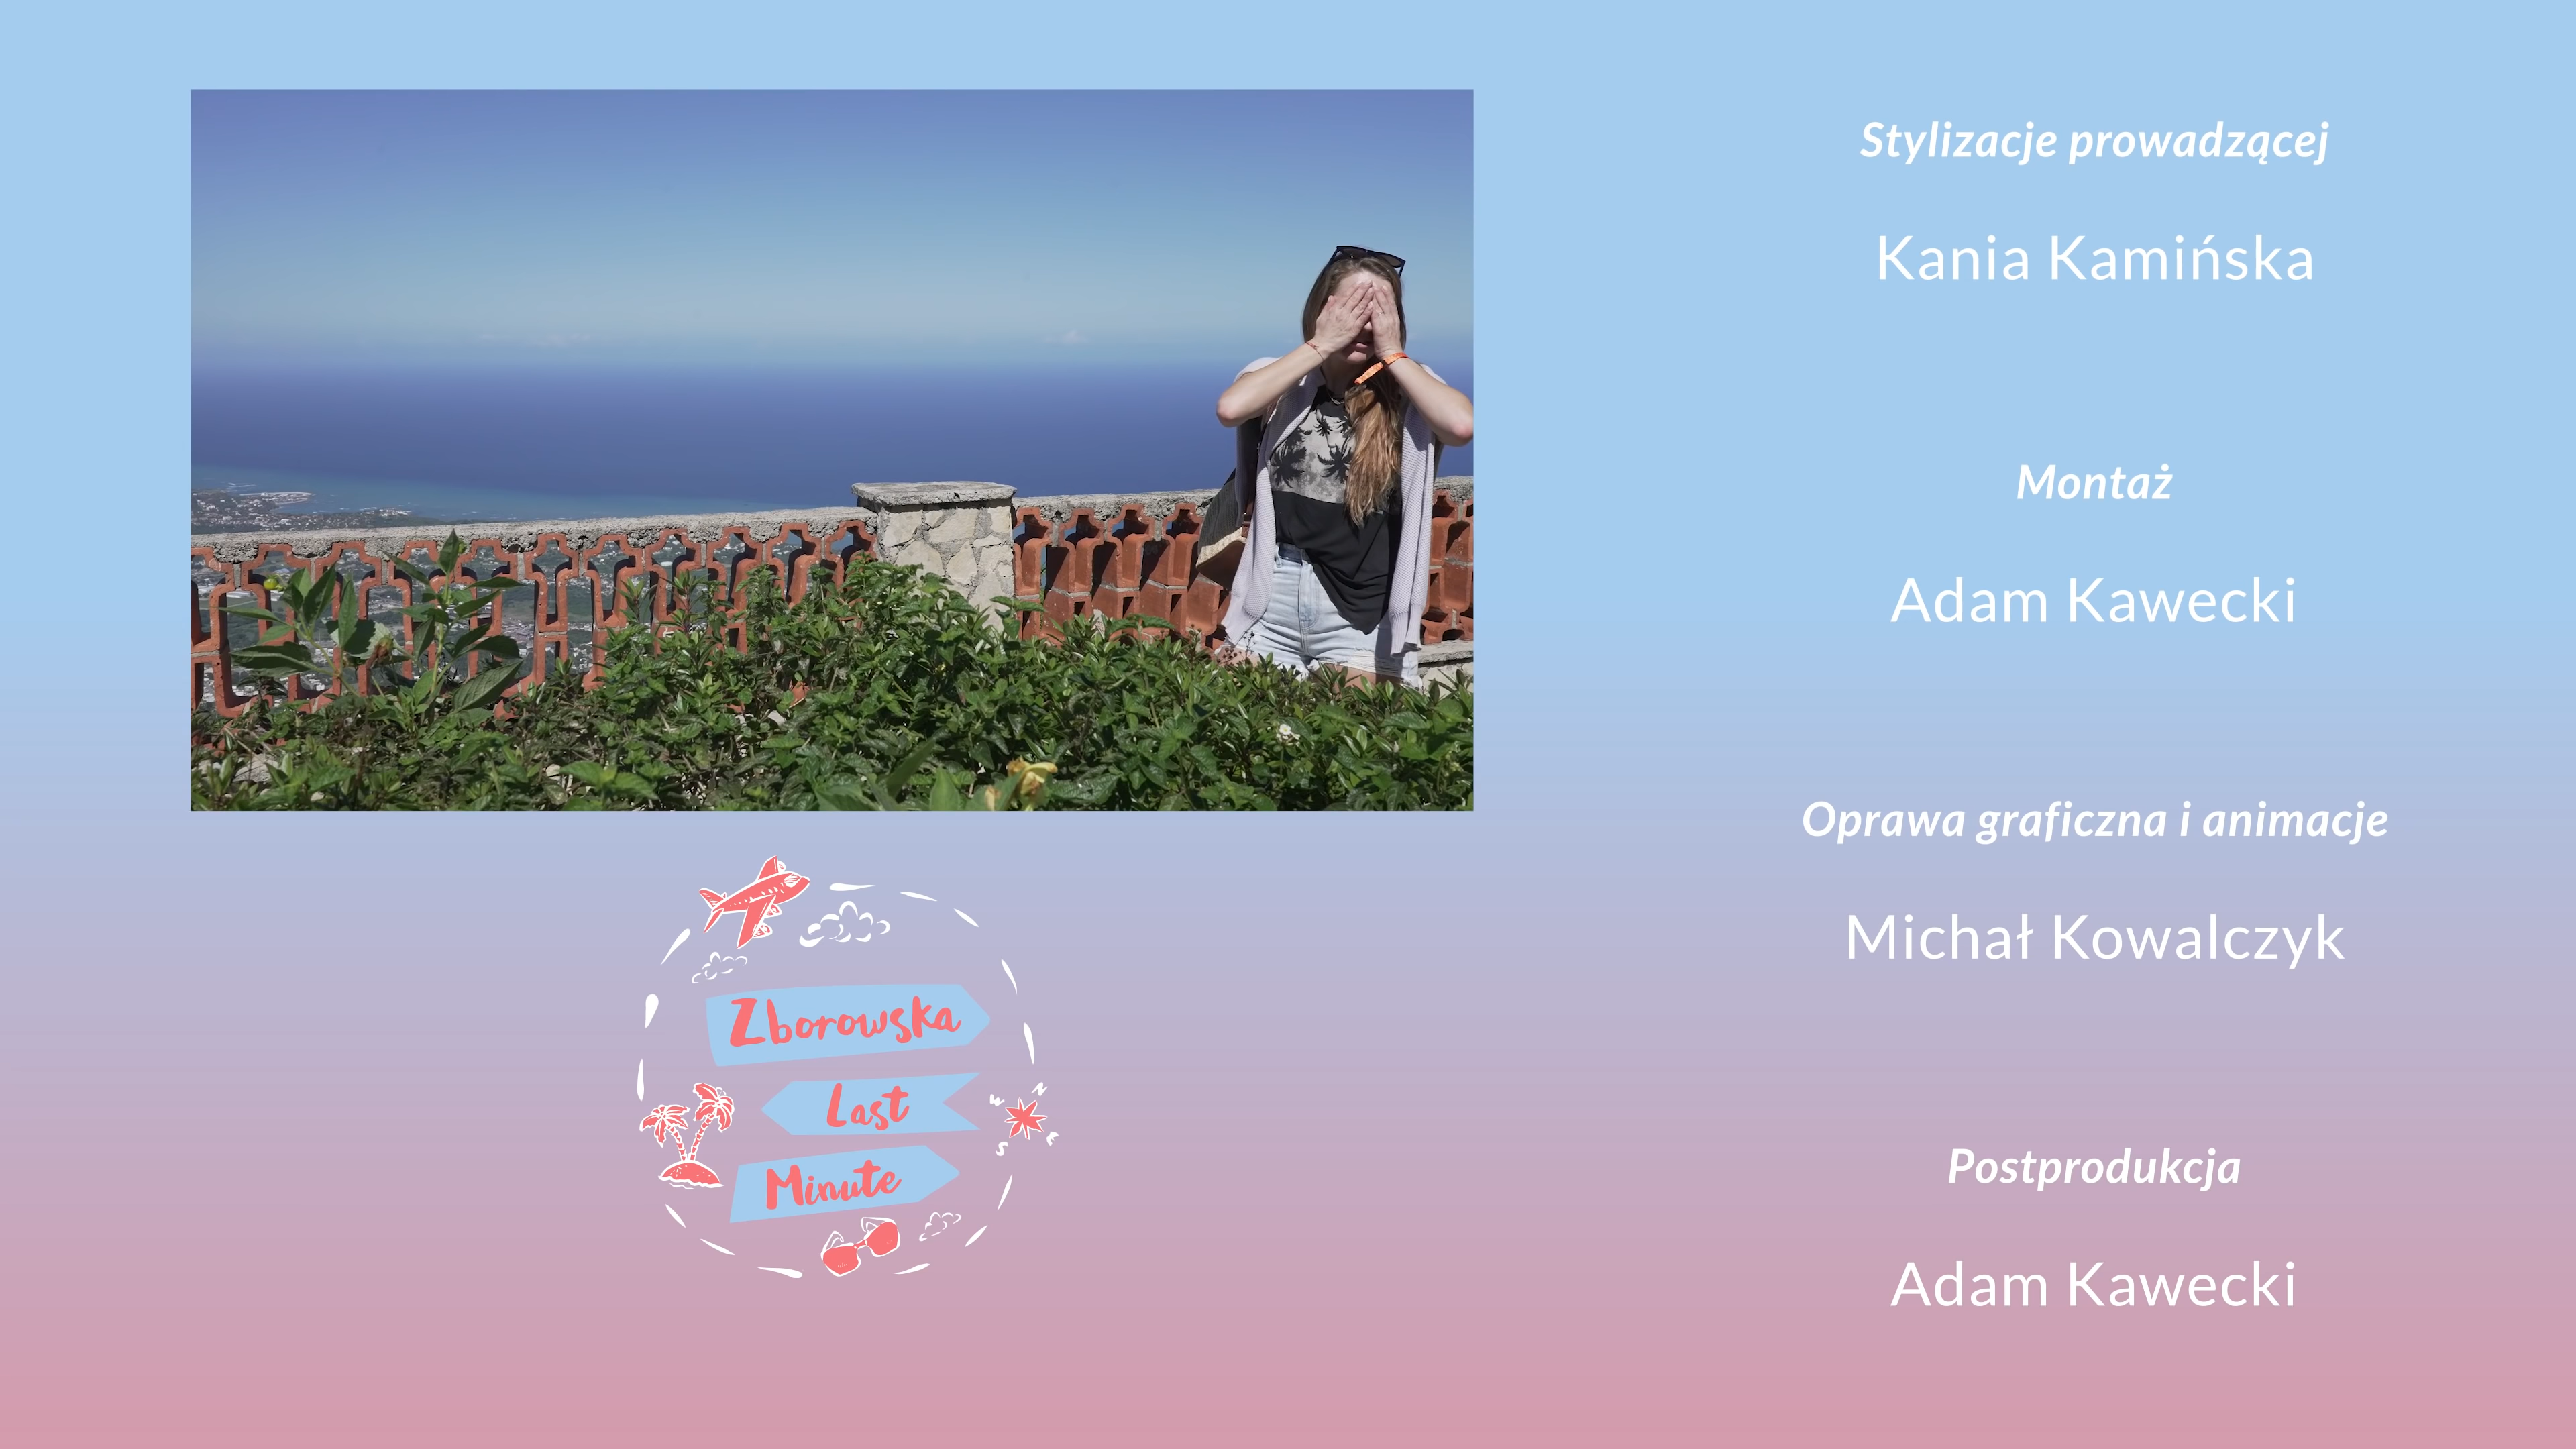 Stylizacje prowadzącej
Kania Kamińska
Montaż
Adam Kawecki
Oprawa graficzna i animacje
Michał Kowalczyk
Postprodukcja
Adam Kawecki
Zborowska
Last
Minute
N
W
E
S